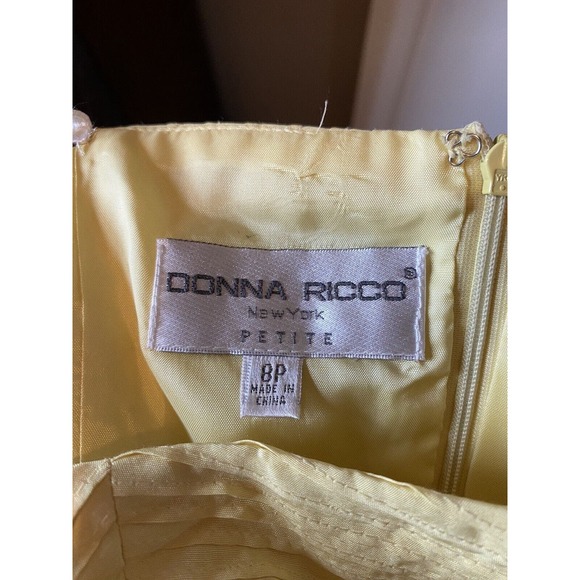 DONNA RICCO®
New York
PETITE
8P
MADE IN
CHINA